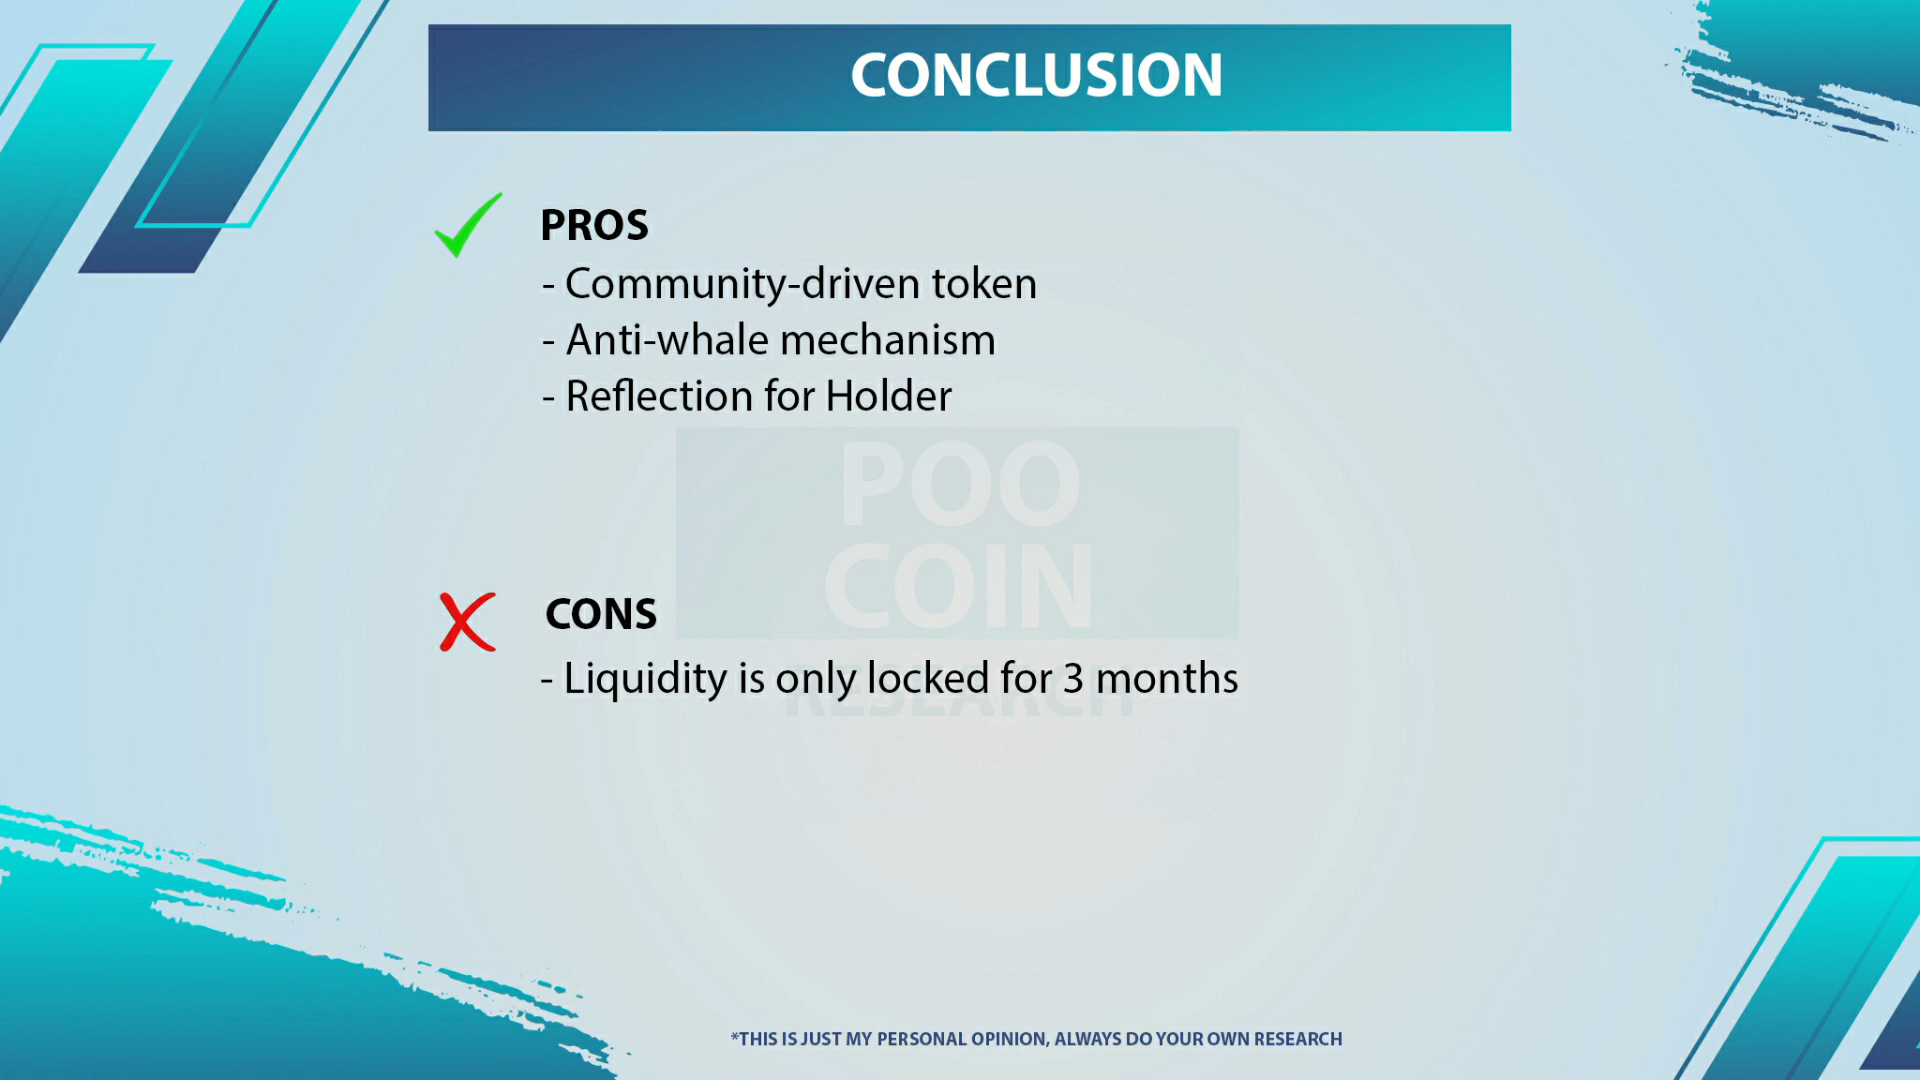 CONCLUSION
PROS
- Community-driven token
- Anti-whale mechanism
- Reflection for Holder
POO
COIN
CONS
RESEARCH
- Liquidity is only locked for 3 months
*THIS IS JUST MY PERSONAL OPINION, ALWAYS DO YOUR OWN RESEARCH